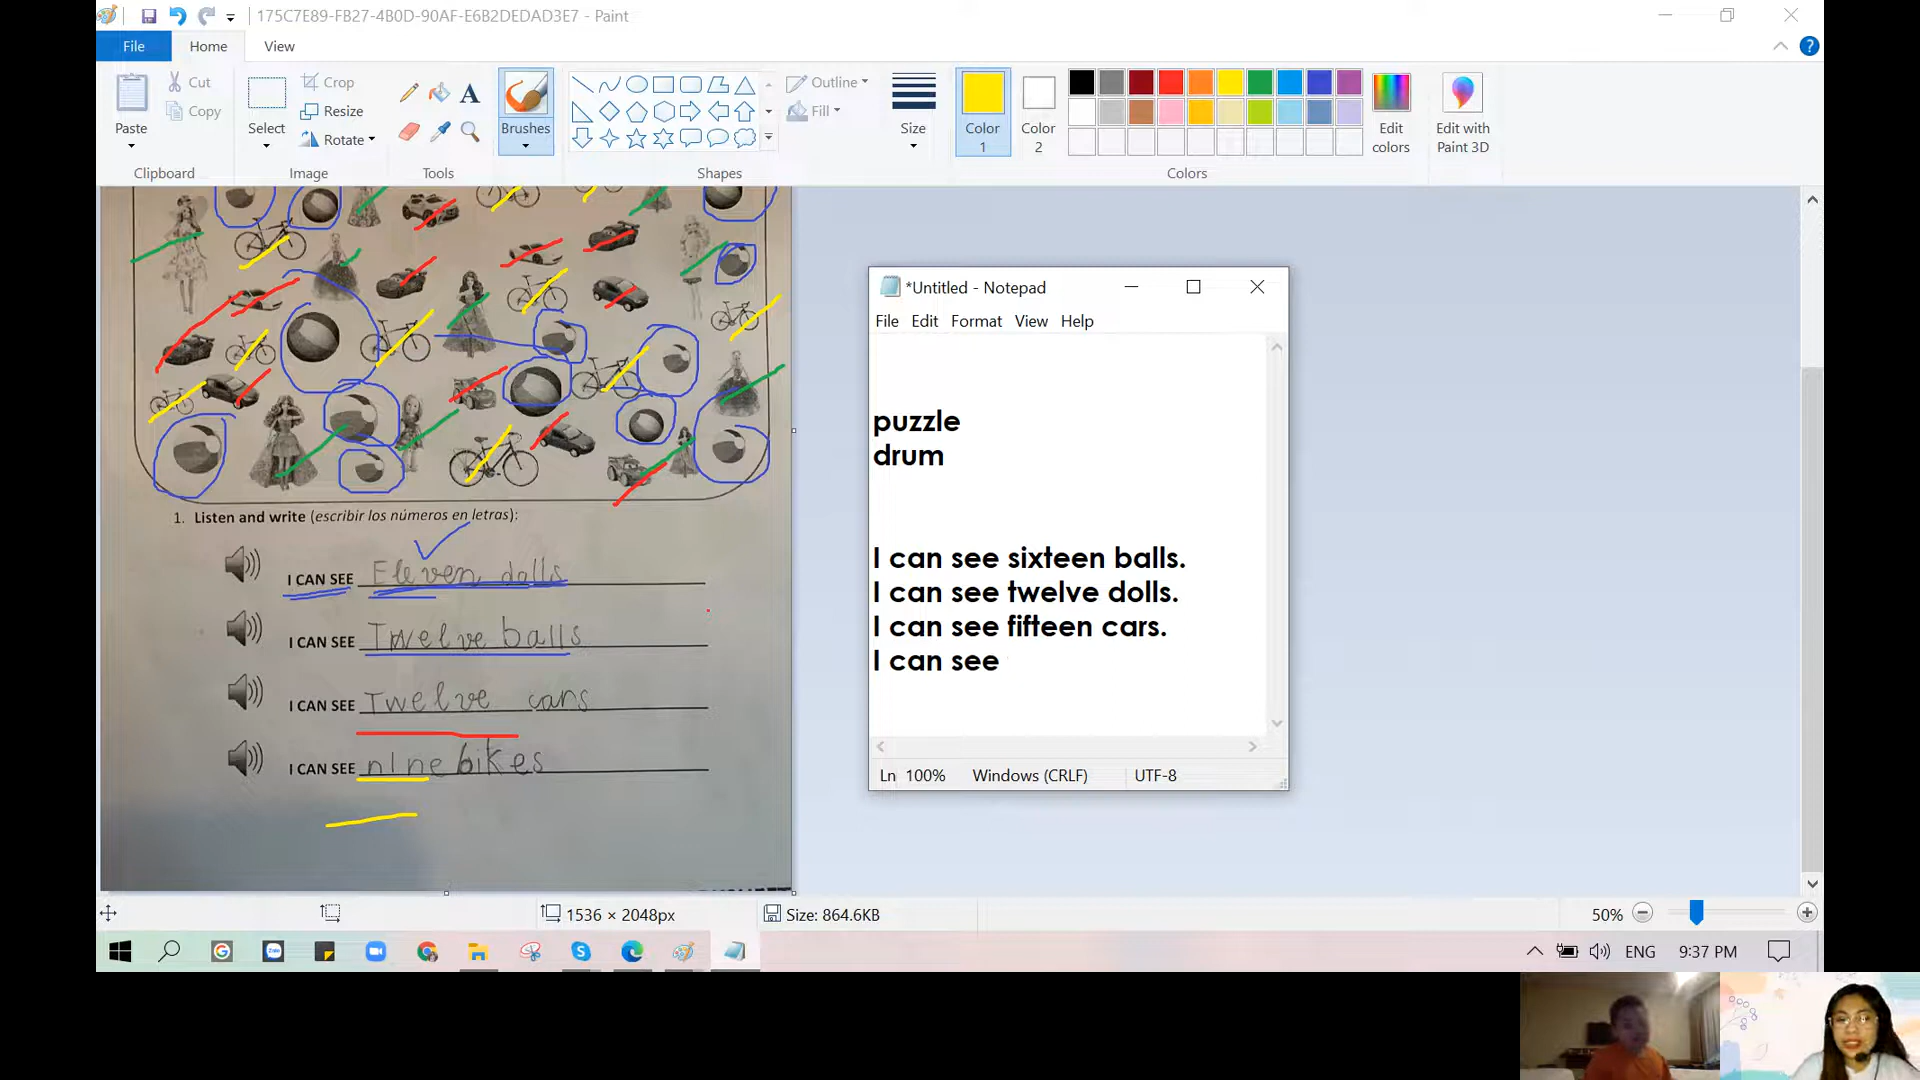 175C7E89-FB27-4B0D-90AF-E6B2DEDAD3E7 - Paint
File Home View
Paste
Cut
Copy
Clipboard
Select
Crop
Resize
Rotate
Image
Tools
Brushes
Shapes
Outline
Fill
Size
Color 1
Color 2
Colors
Edit colors
Edit with Paint 3D
1. Listen and write (escribir los números en letras):
I CAN SEE Eleven dolls
I CAN SEE Twelve balls
I CAN SEE Twelve cars
I CAN SEE nine bikes
*Untitled - Notepad
File Edit Format View Help
puzzle
drum
I can see sixteen balls.
I can see twelve dolls.
I can see fifteen cars.
I can see
Ln 100% Windows (CRLF) UTF-8
1536 × 2048px Size: 864.6KB 50%
Zalo
ENG 9:37 PM